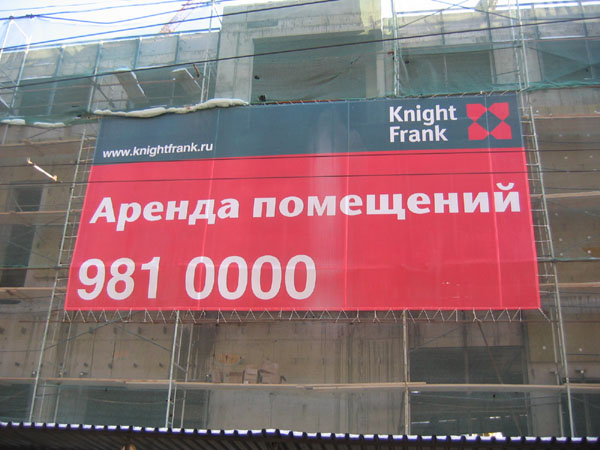 Knight
Frank
www.knightfrank.ru
Аренда помещений
981 0000